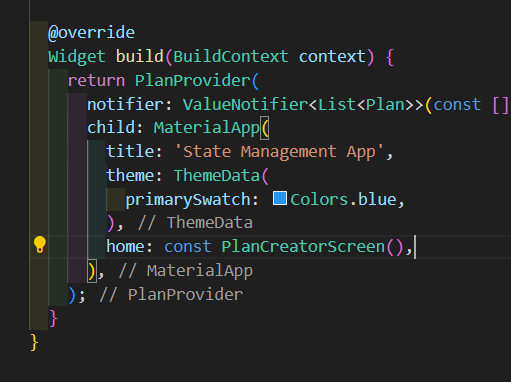 @override
Widget build(BuildContext context) {
return PlanProvider(
notifier: ValueNotifier<List<Plan>>(const []
child: MaterialApp(
title: 'State Management App',
theme: ThemeData(
primarySwatch: Colors.blue,
), // ThemeData
home: const PlanCreatorScreen(),
), // MaterialApp
); // PlanProvider
}
}